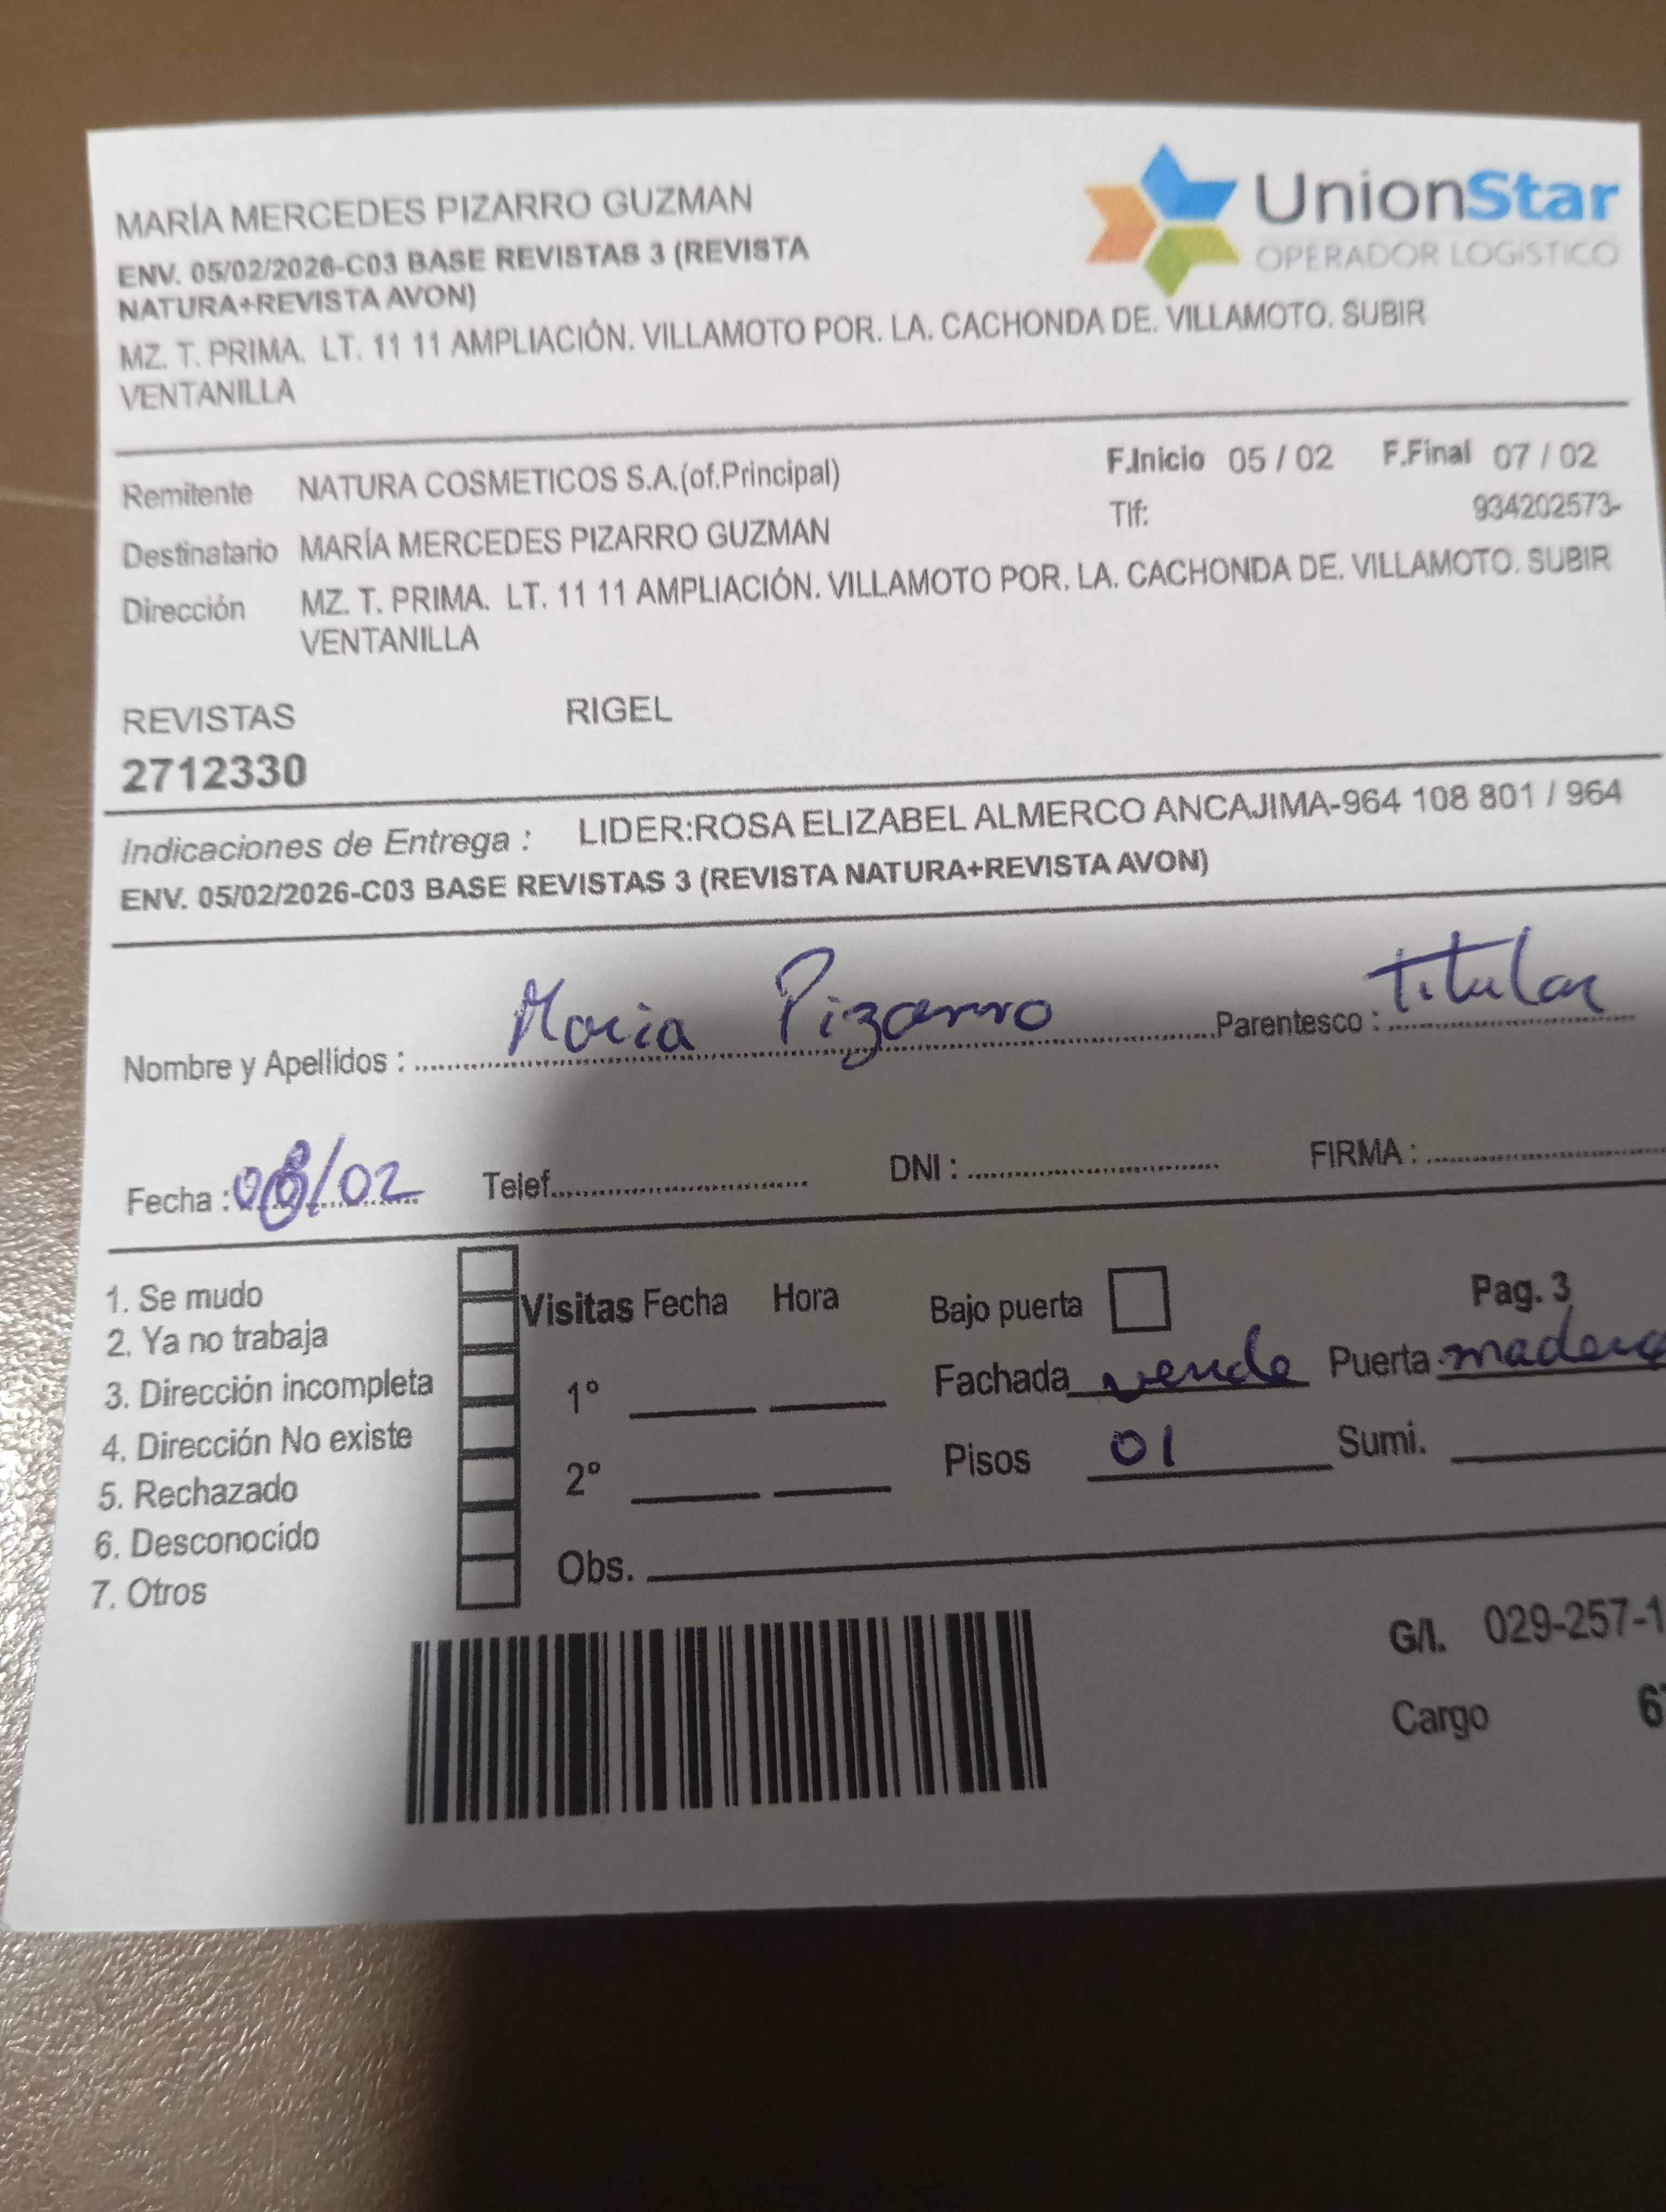 MARÍA MERCEDES PIZARRO GUZMAN
UnionStar
OPERADOR LOGíSTICO
ENV. 05/02/2026-C03 BASE REVISTAS 3 (REVISTA
NATURA+REVISTA AVON)
MZ. T. PRIMA. LT. 11 11 AMPLIACIÓN. VILLAMOTO POR. LA. CACHONDA DE. VILLAMOTO. SUBIR
VENTANILLA
Remitente NATURA COSMETICOS S.A.(of.Principal) F.Inicio 05 / 02 F.Final 07 / 02
Destinatario MARÍA MERCEDES PIZARRO GUZMAN Tlf: 934202573-
Dirección MZ. T. PRIMA. LT. 11 11 AMPLIACIÓN. VILLAMOTO POR. LA. CACHONDA DE. VILLAMOTO. SUBIR
VENTANILLA
REVISTAS RIGEL
2712330
Indicaciones de Entrega : LIDER:ROSA ELIZABEL ALMERCO ANCAJIMA-964 108 801 / 964
ENV. 05/02/2026-C03 BASE REVISTAS 3 (REVISTA NATURA+REVISTA AVON)
Nombre y Apellidos : Maria Pizarro Parentesco : Titular
Fecha : /02 Telef. DNI : FIRMA :
1. Se mudo
2. Ya no trabaja
3. Dirección incompleta
4. Dirección No existe
5. Rechazado
6. Desconocido
7. Otros
Visitas Fecha Hora
1°
2°
Obs.
Bajo puerta Pag. 3
Fachada verde Puerta madera
Pisos 01 Sumi.
G/I. 029-257-1
Cargo 67